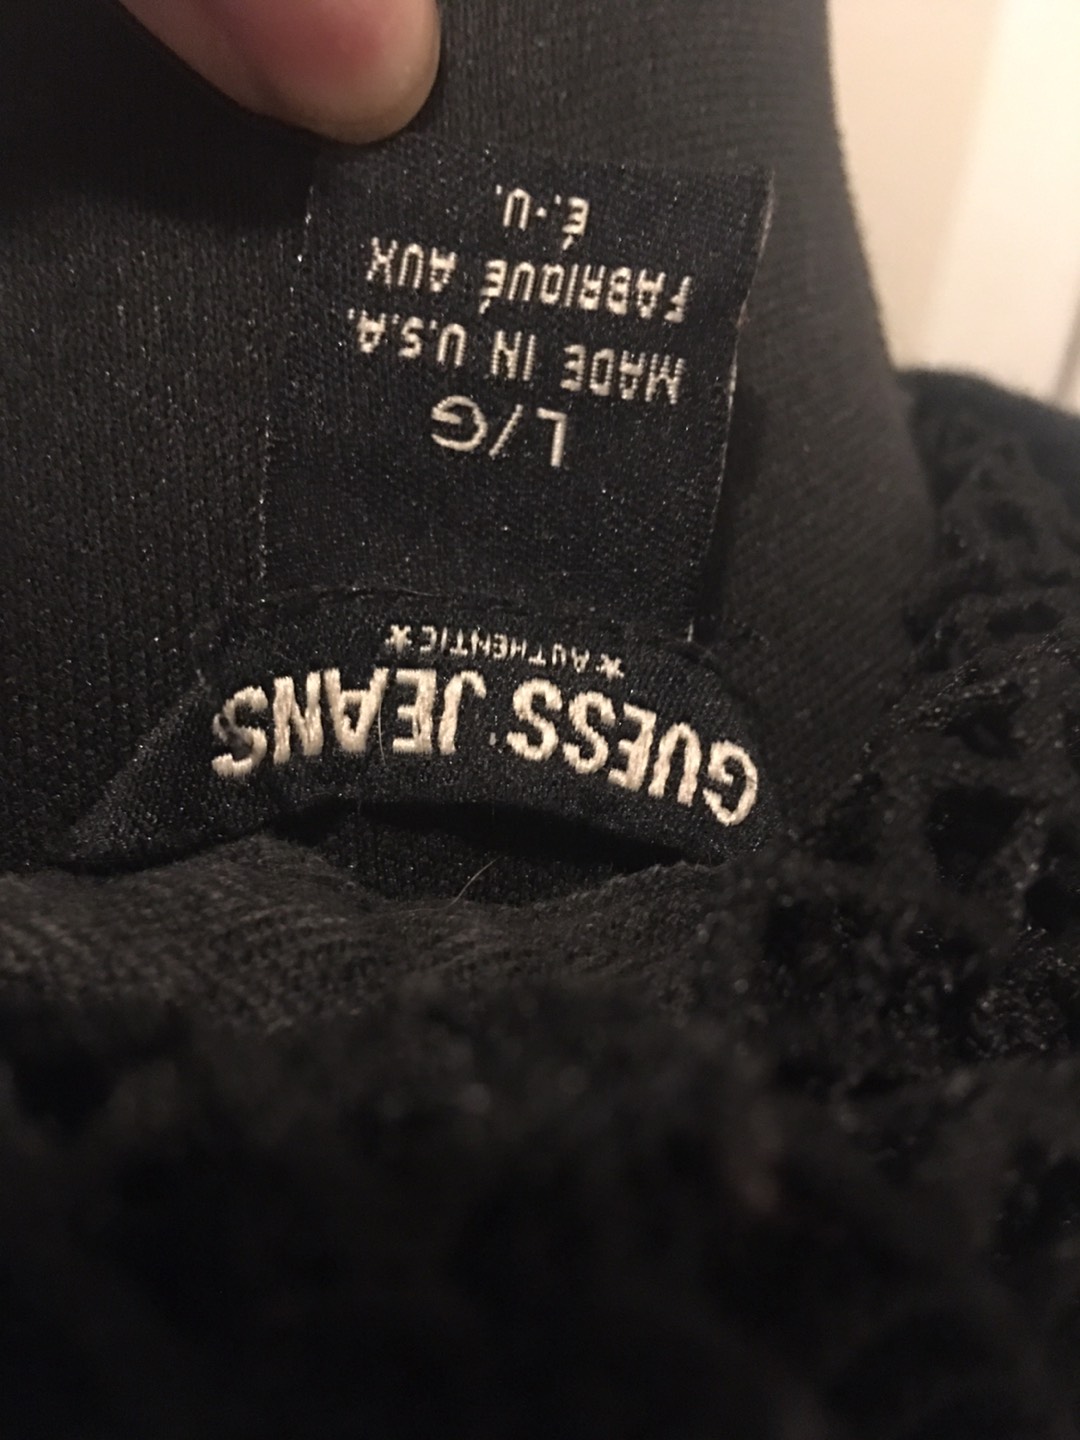 GUESS JEANS
★ AUTHENTIC ★
L/G
MADE IN U.S.A.
FABRIQUÉ AUX
É.-U.